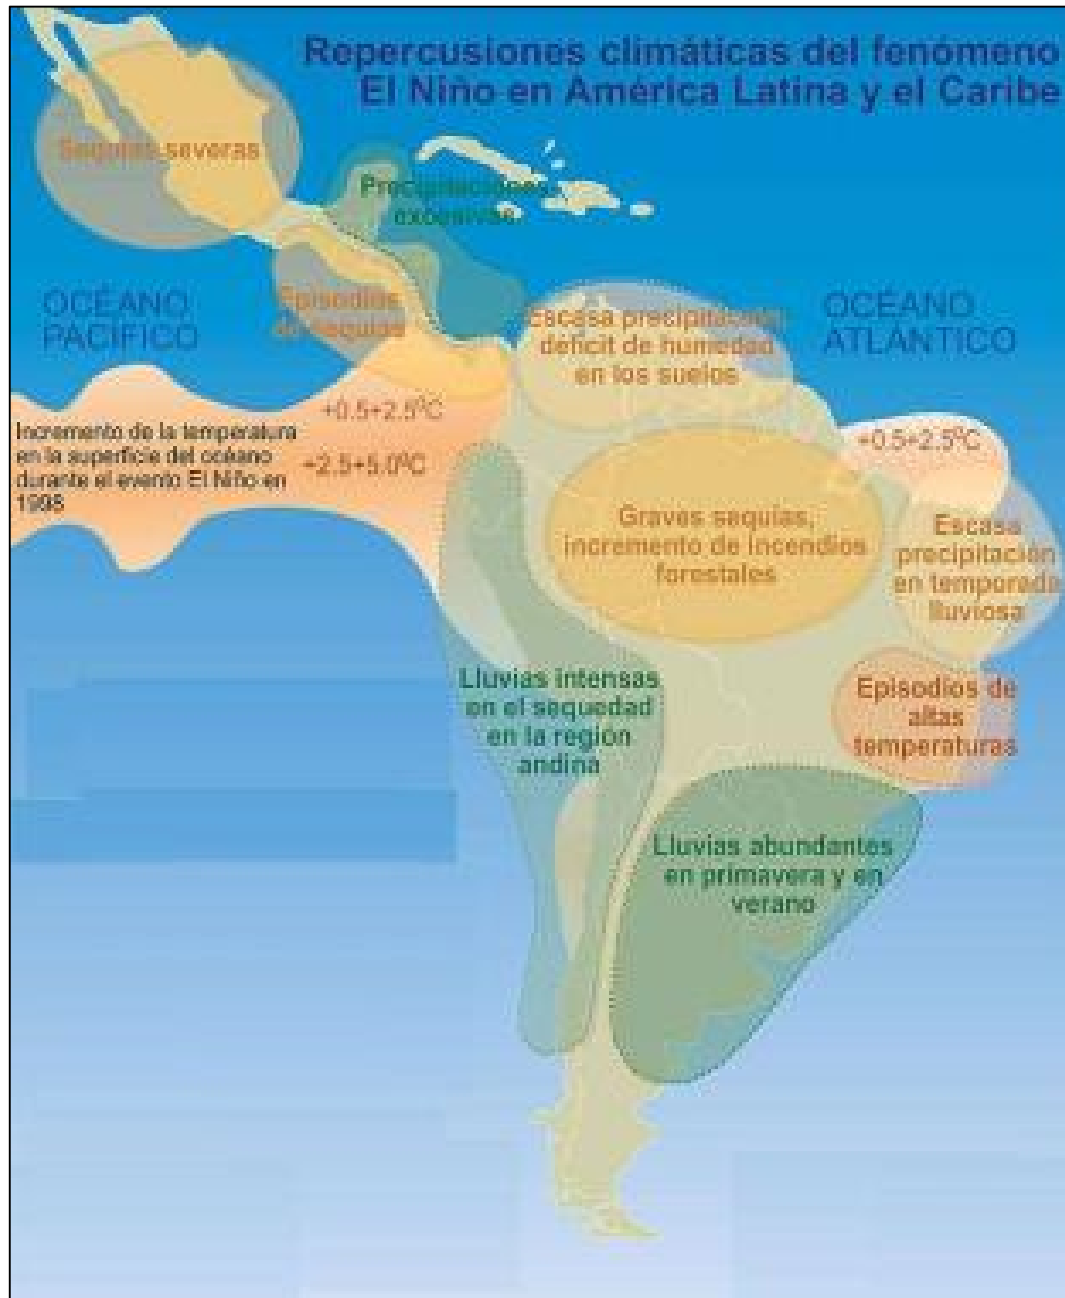 Repercusiones climáticas del fenómeno
El Niño en América Latina y el Caribe
Sequías severas
Precipitaciones
excesivas
OCÉANO
PACÍFICO
Episodios
de sequías
Escasa precipitación,
déficit de humedad
en los suelos
OCÉANO
ATLÁNTICO
+0.5+2.5ºC
Incremento de la temperatura
en la superficie del océano
durante el evento El Niño en
1998
+2.5+5.0ºC
+0.5+2.5ºC
Graves sequías,
incremento de incendios
forestales
Escasa
precipitación
en temporada
lluviosa
Lluvias intensas
en el sequedad
en la región
andina
Episodios de
altas
temperaturas
Lluvias abundantes
en primavera y en
verano